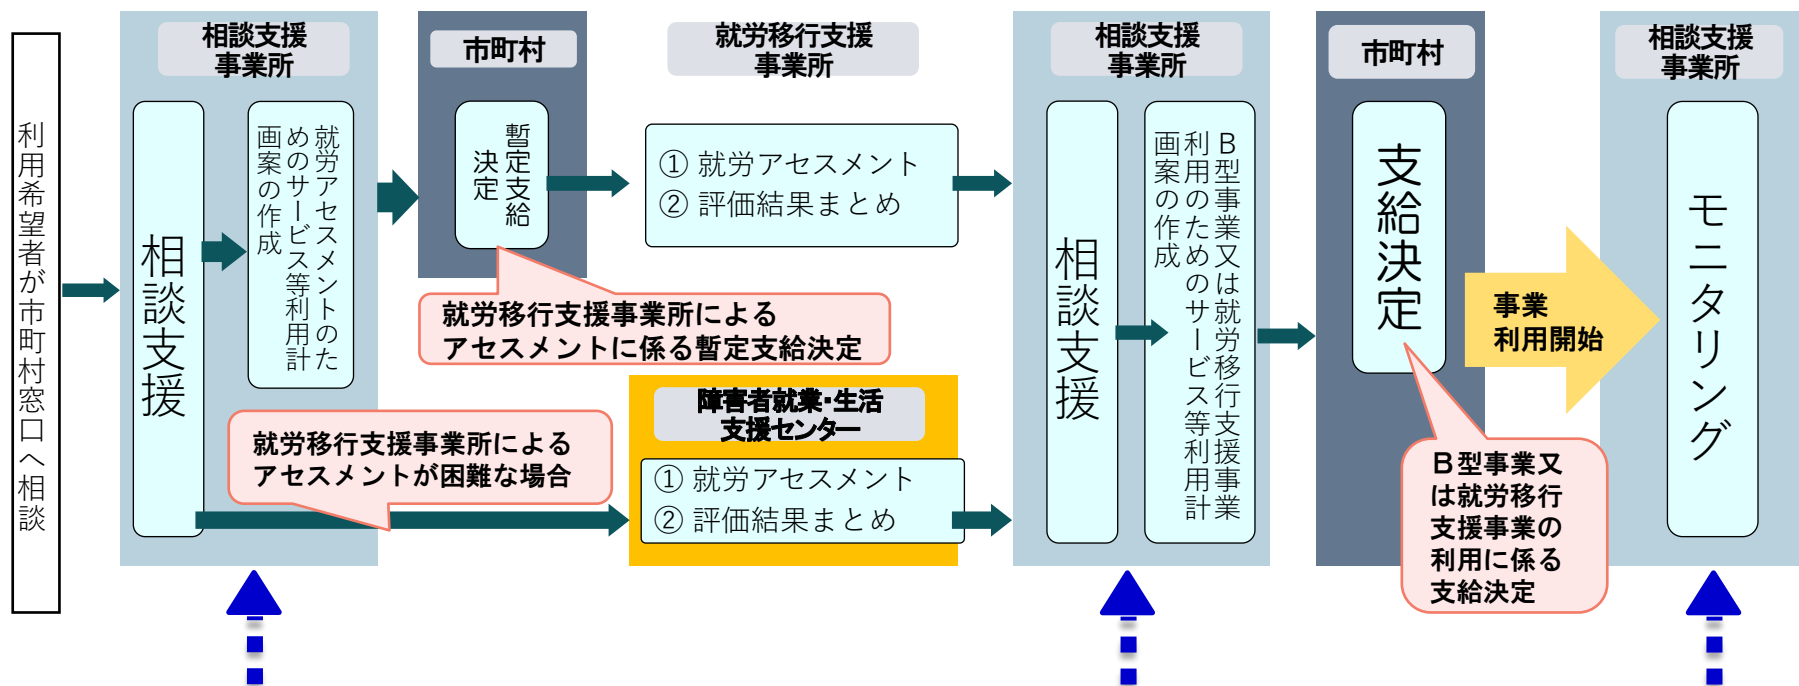 利用希望者が市町村窓口へ相談
相談支援
事業所
相談支援
就労アセスメントのた
めのサービス等利用計
画案の作成
市町村
暫定支給
決定
就労移行支援事業所による
アセスメントに係る暫定支給決定
就労移行支援
事業所
① 就労アセスメント
② 評価結果まとめ
就労移行支援事業所による
アセスメントが困難な場合
障害者就業・生活
支援センター
① 就労アセスメント
② 評価結果まとめ
相談支援
事業所
相談支援
Ｂ型事業又は就労移行支援事業
利用のためのサービス等利用計
画案の作成
市町村
支給決定
Ｂ型事業又
は就労移行
支援事業の
利用に係る
支給決定
事業
利用開始
相談支援
事業所
モニタリング